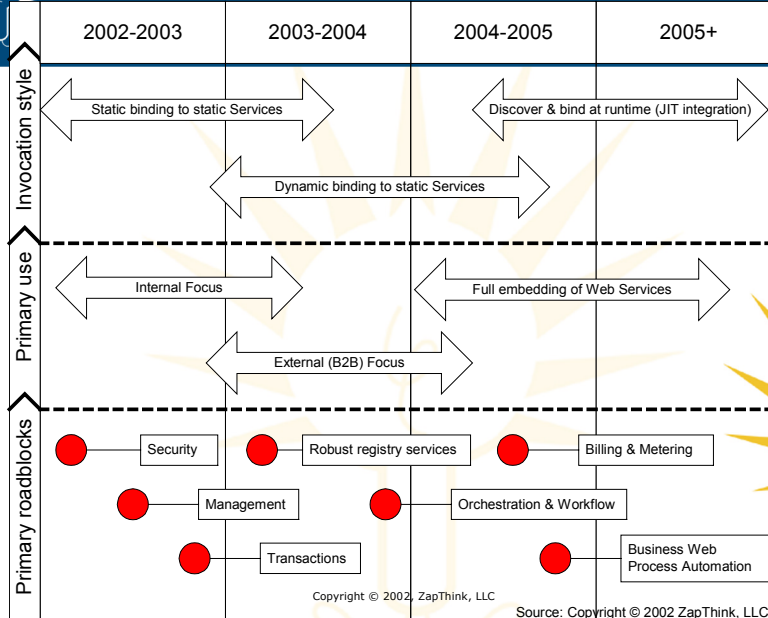 2002-2003
2003-2004
2004-2005
2005+
Invocation style
Static binding to static Services
Discover & bind at runtime (JIT integration)
Dynamic binding to static Services
Primary use
Internal Focus
Full embedding of Web Services
External (B2B) Focus
Primary roadblocks
Security
Robust registry services
Billing & Metering
Management
Orchestration & Workflow
Transactions
Business Web
Process Automation
Copyright © 2002, ZapThink, LLC
Source: Copyright © 2002 ZapThink, LLC